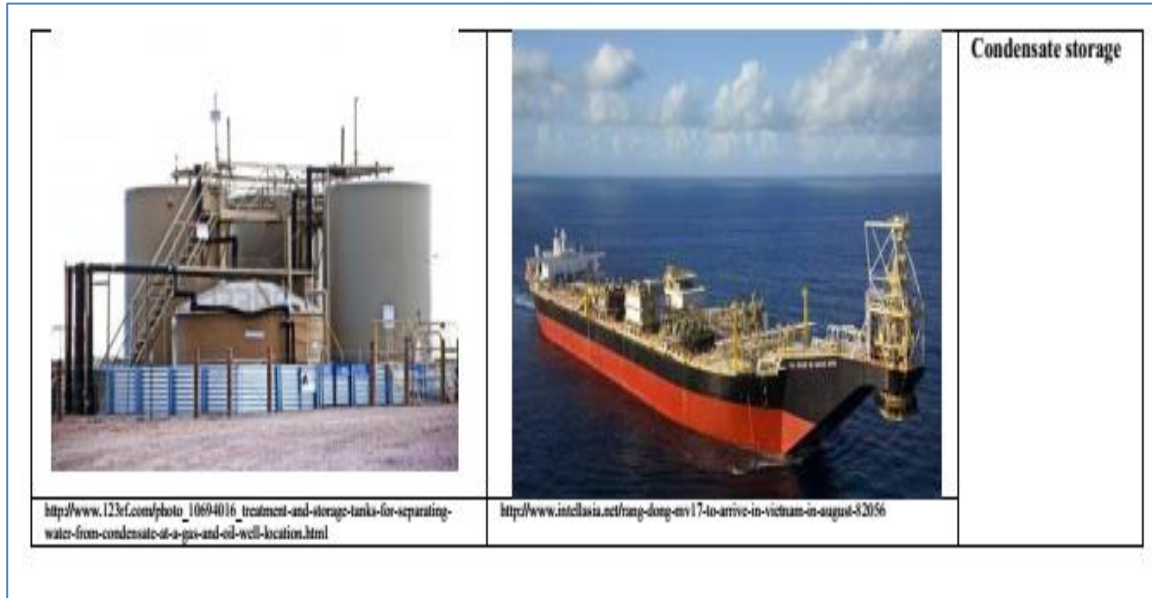 Condensate storage
http://www.123rf.com/photo_10694016_treatment-and-storage-tanks-for-separating-
water-from-condensate-at-a-gas-and-oil-well-location.html
http://www.intellasia.net/rang-dong-mv17-to-arrive-in-vietnam-in-august-82056